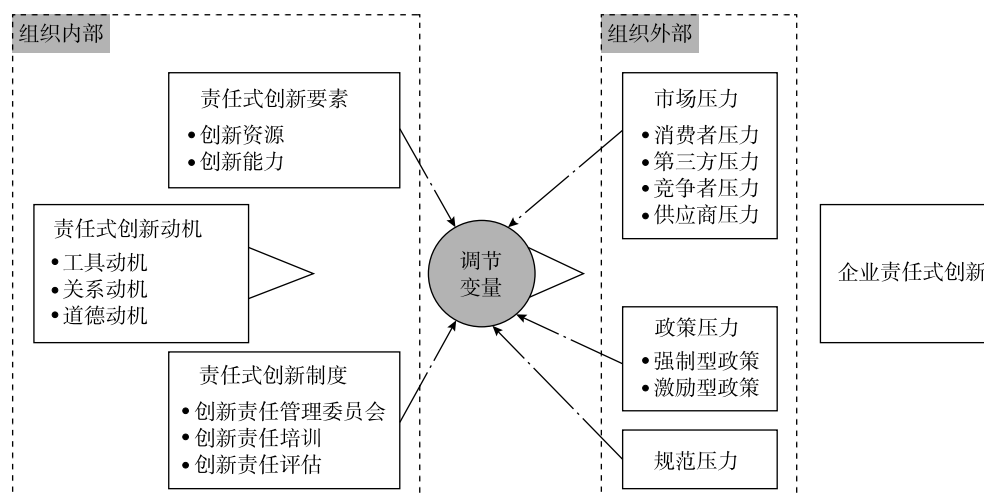 组织内部
责任式创新要素
•创新资源
•创新能力
责任式创新动机
•工具动机
•关系动机
•道德动机
责任式创新制度
•创新责任管理委员会
•创新责任培训
•创新责任评估
调节
变量
组织外部
市场压力
•消费者压力
•第三方压力
•竞争者压力
•供应商压力
政策压力
•强制型政策
•激励型政策
规范压力
企业责任式创新